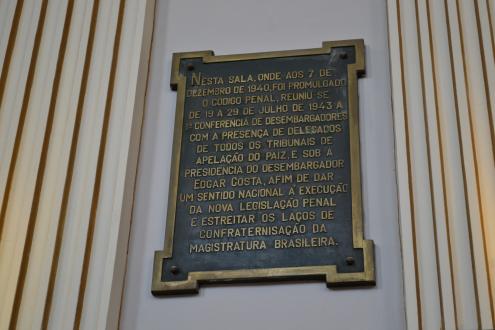 NESTA SALA, ONDE AOS 7 DE
DEZEMBRO DE 1940, FOI PROMULGADO
O CÓDIGO PENAL, REUNIU-SE
DE 19 A 29 DE JULHO DE 1943 A
1ª CONFERENCIA DE DESEMBARGADORES
COM A PRESENÇA DE DELEGADOS
DE TODOS OS TRIBUNAIS DE
APELAÇÃO DO PAIZ, E SOB A
PRESIDENCIA DO DESEMBARGADOR
EDGAR COSTA, AFIM DE DAR
UM SENTIDO NACIONAL Á EXECUÇÃO
DA NOVA LEGISLAÇÃO PENAL
E ESTREITAR OS LAÇOS DE
CONFRATERNISAÇÃO DA
MAGISTRATURA BRASILEIRA.